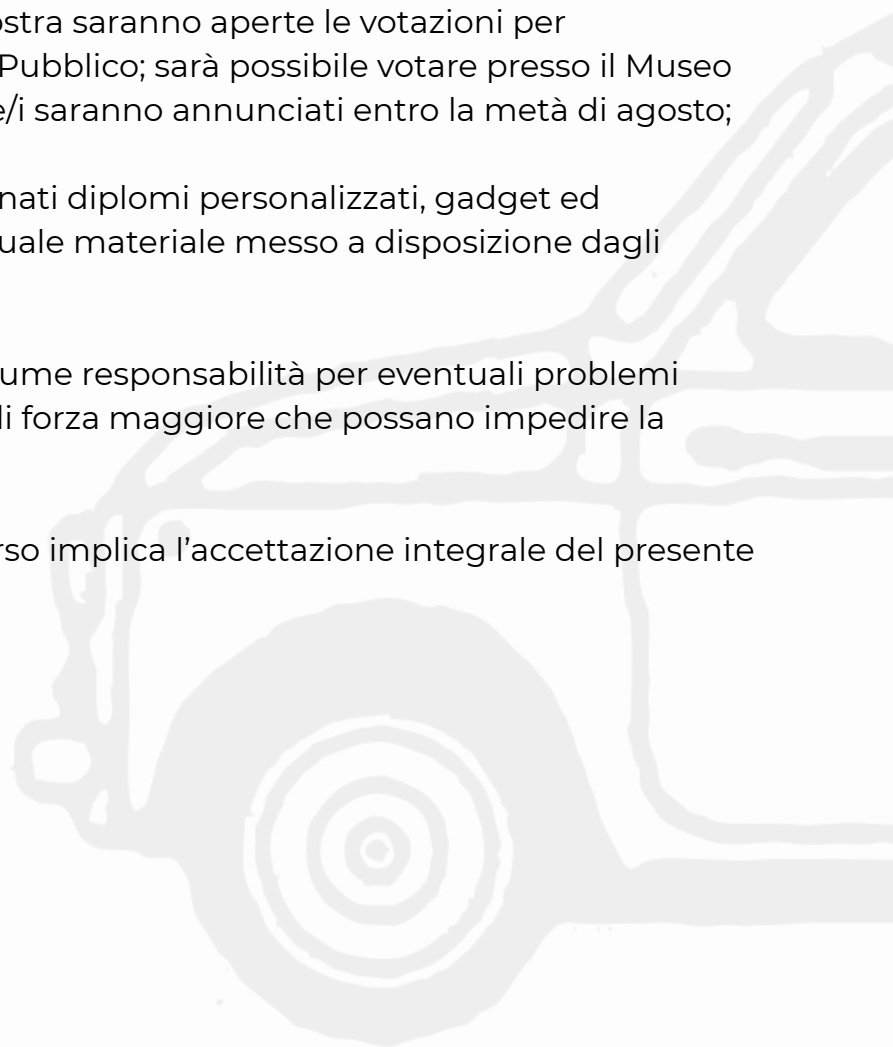 ostra saranno aperte le votazioni per
Pubblico; sarà possibile votare presso il Museo
e/i saranno annunciati entro la metà di agosto;
nati diplomi personalizzati, gadget ed
uale materiale messo a disposizione dagli
ume responsabilità per eventuali problemi
di forza maggiore che possano impedire la
rso implica l’accettazione integrale del presente